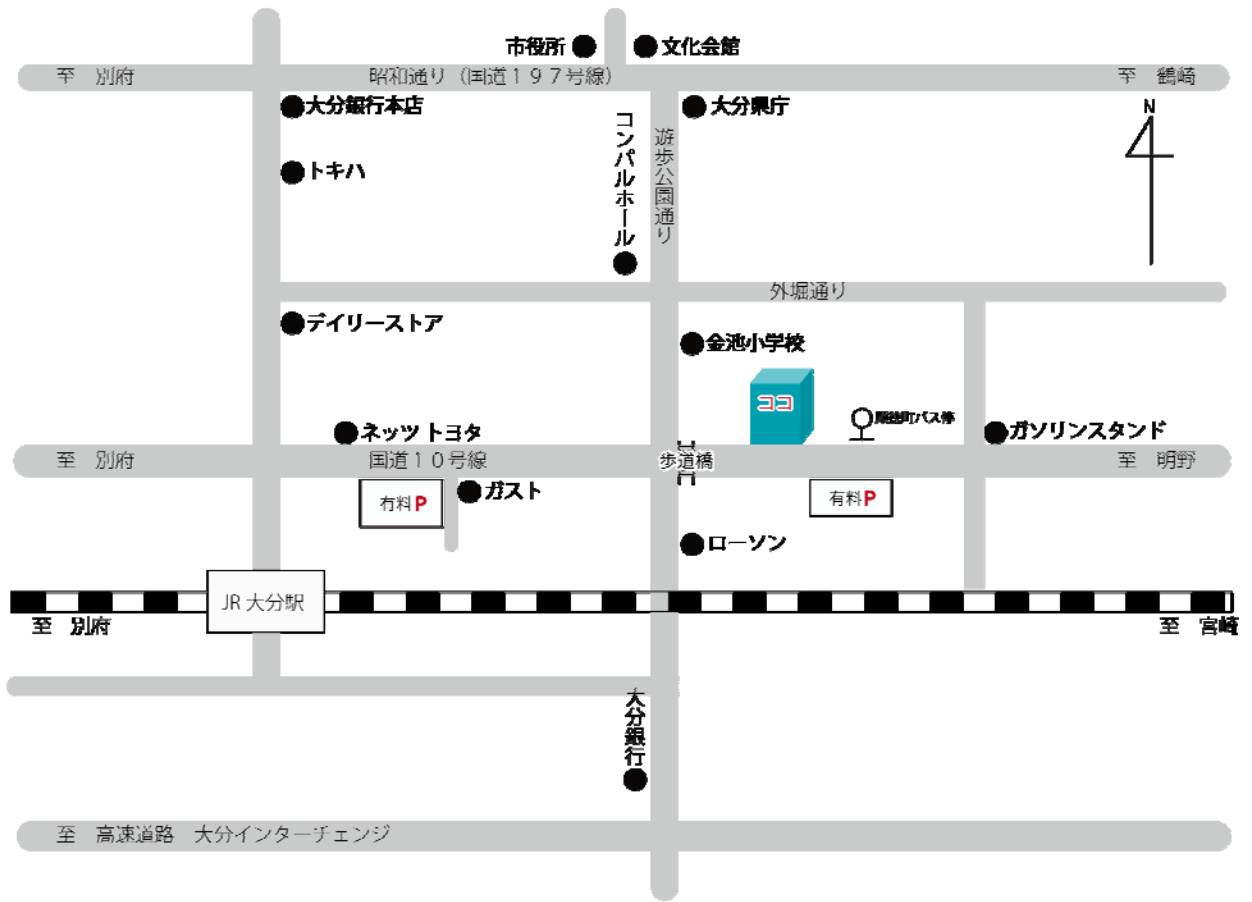 市役所
文化会館
至 別府
昭和通り（国道１９７号線）
至 鶴崎
大分銀行本店
コンパルホール
遊歩公園通り
大分県庁
N
トキハ
外堀通り
デイリーストア
金池小学校
ココ
バス停
ネッツ トヨタ
ガソリンスタンド
至 別府
国道１０号線
歩道橋
至 明野
有料P
ガスト
有料P
ローソン
JR 大分駅
至 別府
至 宮崎
大分銀行
至 高速道路 大分インターチェンジ